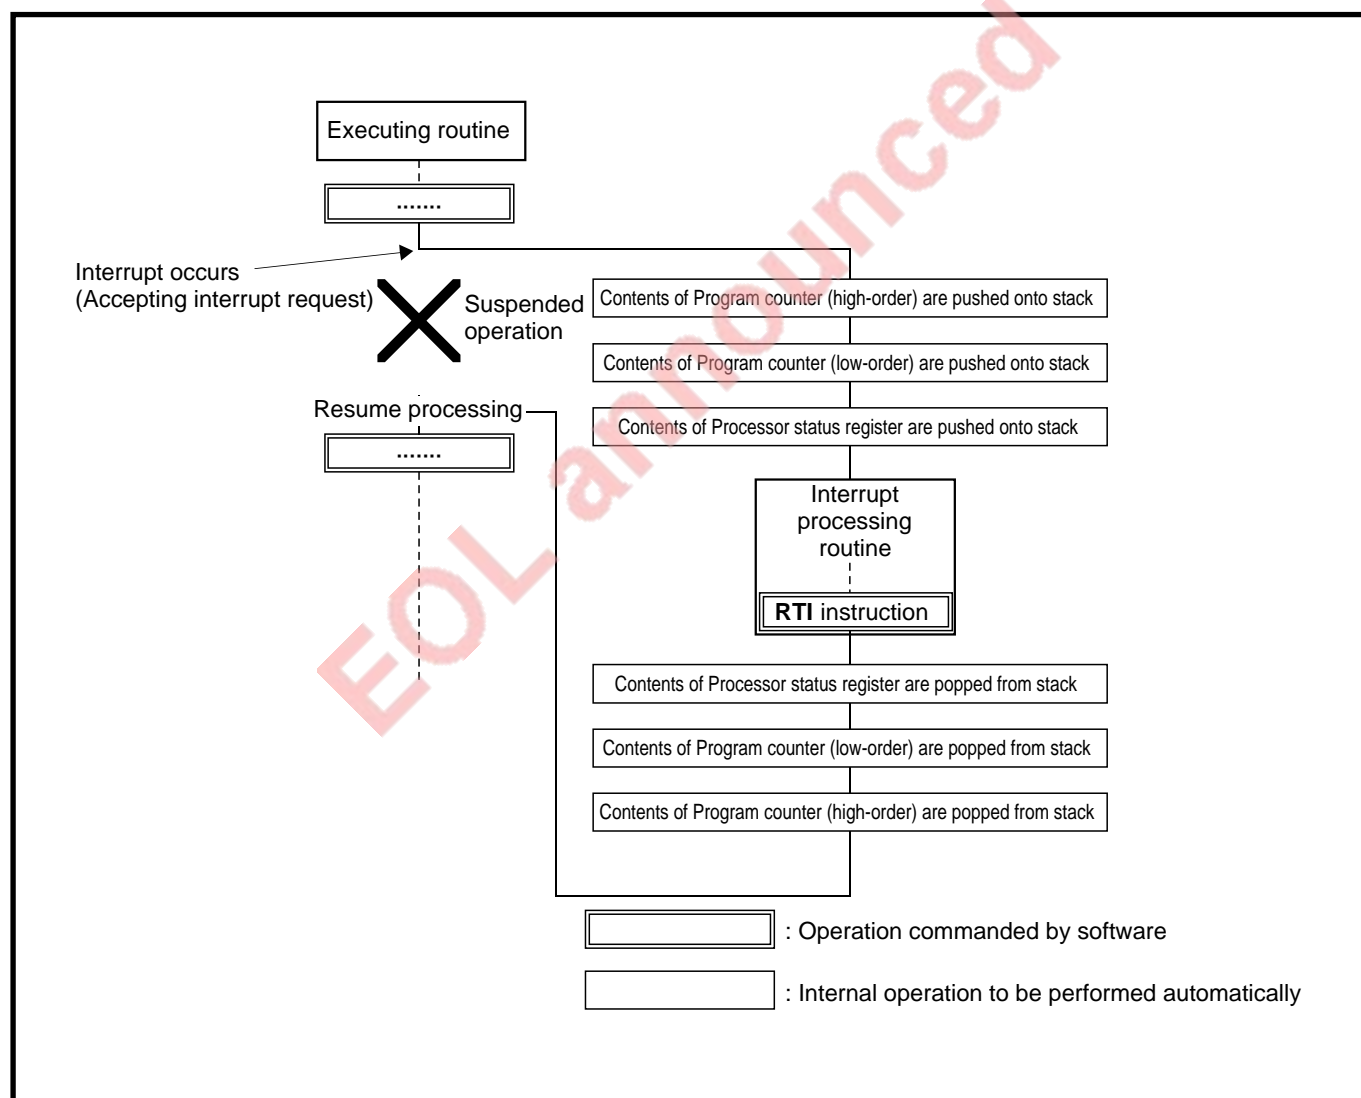 Executing routine
.......
Interrupt occurs
(Accepting interrupt request)
Suspended
operation
Contents of Program counter (high-order) are pushed onto stack
Contents of Program counter (low-order) are pushed onto stack
Contents of Processor status register are pushed onto stack
Resume processing
.......
Interrupt
processing
routine
RTI instruction
Contents of Processor status register are popped from stack
Contents of Program counter (low-order) are popped from stack
Contents of Program counter (high-order) are popped from stack
: Operation commanded by software
: Internal operation to be performed automatically
EOL announced